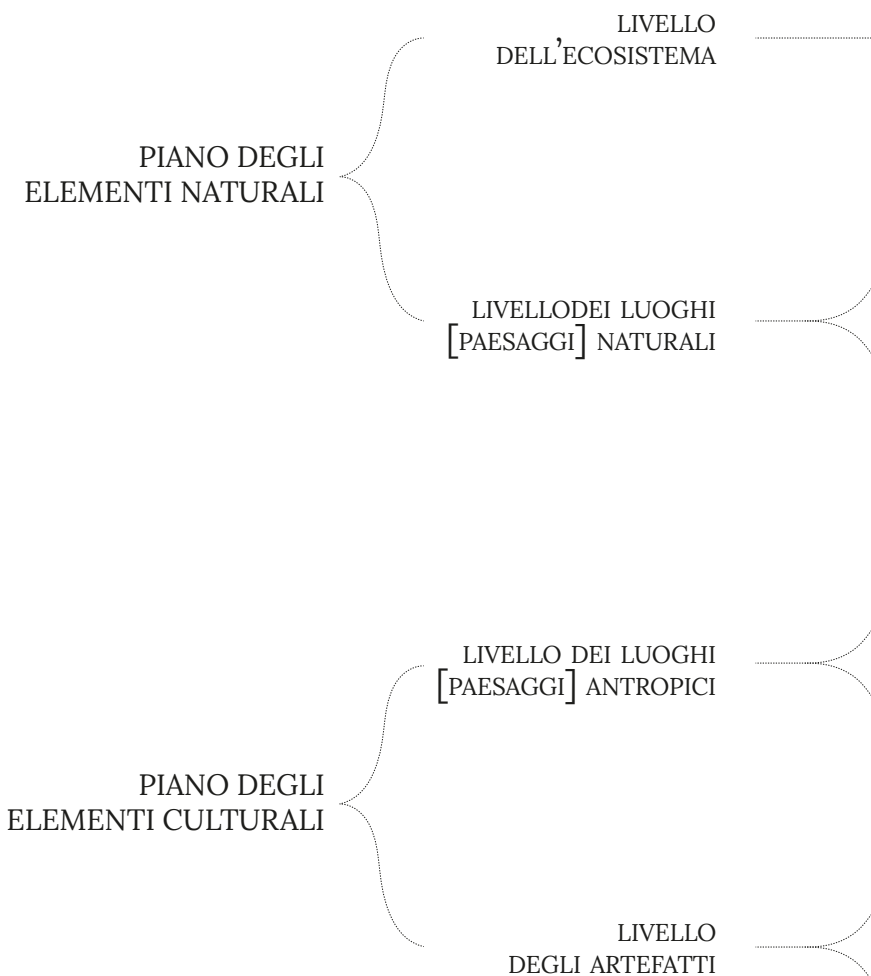 LIVELLO
DELL'ECOSISTEMA
PIANO DEGLI
ELEMENTI NATURALI
LIVELLODEI LUOGHI
[PAESAGGI] NATURALI
LIVELLO DEI LUOGHI
[PAESAGGI] ANTROPICI
PIANO DEGLI
ELEMENTI CULTURALI
LIVELLO
DEGLI ARTEFATTI